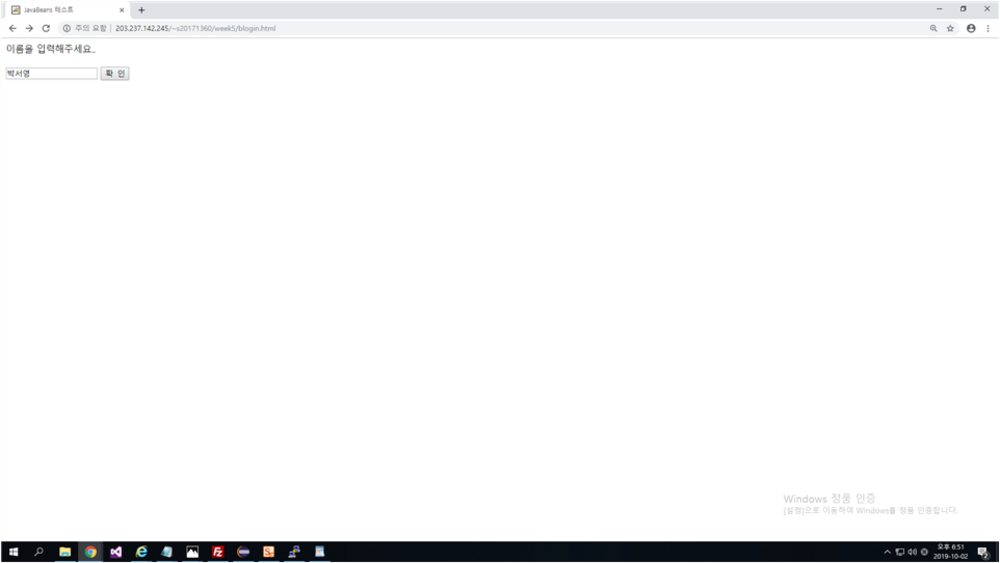 JavaBeans 테스트
주의 요함 203.237.142.245/~s20171360/week5/blogin.html
이름을 입력해주세요..
박서영 확 인
Windows 정품 인증
[설정]으로 이동하여 Windows를 정품 인증합니다.
오후 6:51
2019-10-02
2